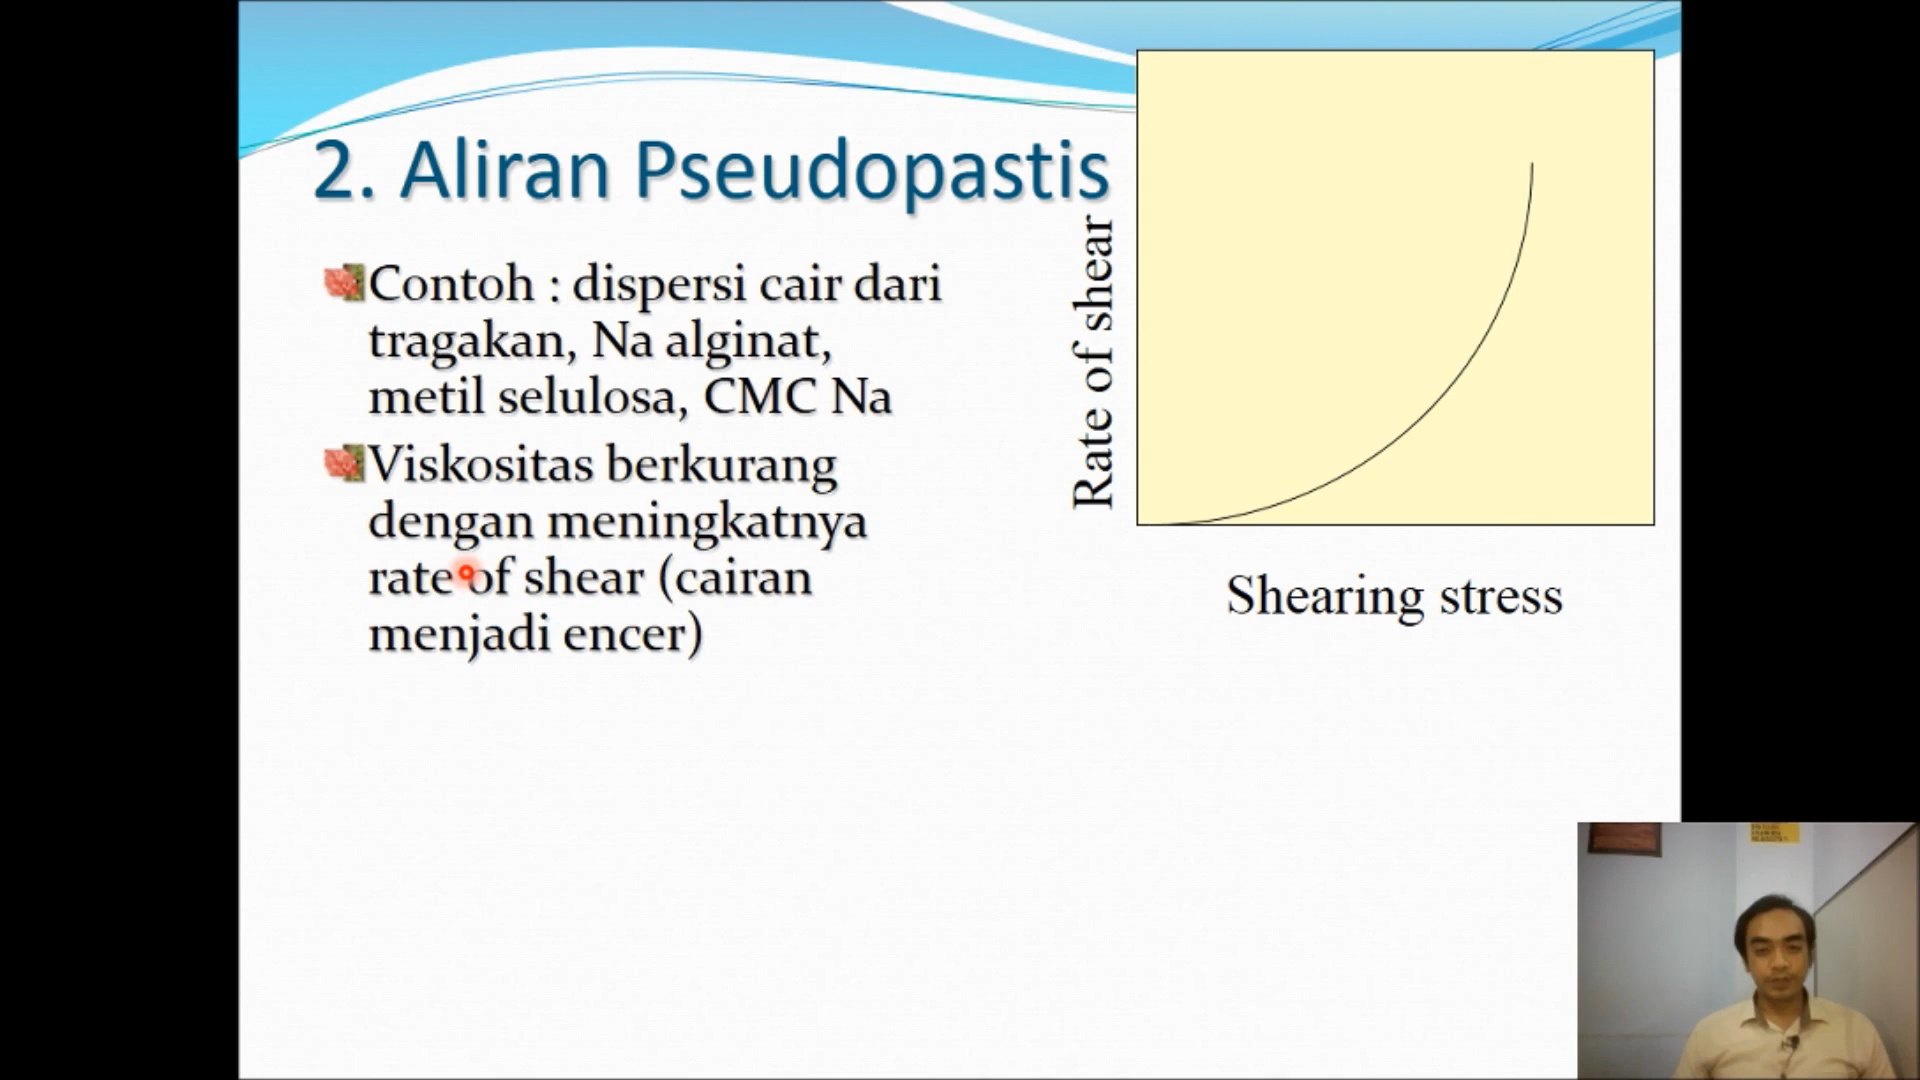 2. Aliran Pseudopastis
Contoh : dispersi cair dari
tragakan, Na alginat,
metil selulosa, CMC Na
Viskositas berkurang
dengan meningkatnya
rate of shear (cairan
menjadi encer)
Rate of shear
Shearing stress